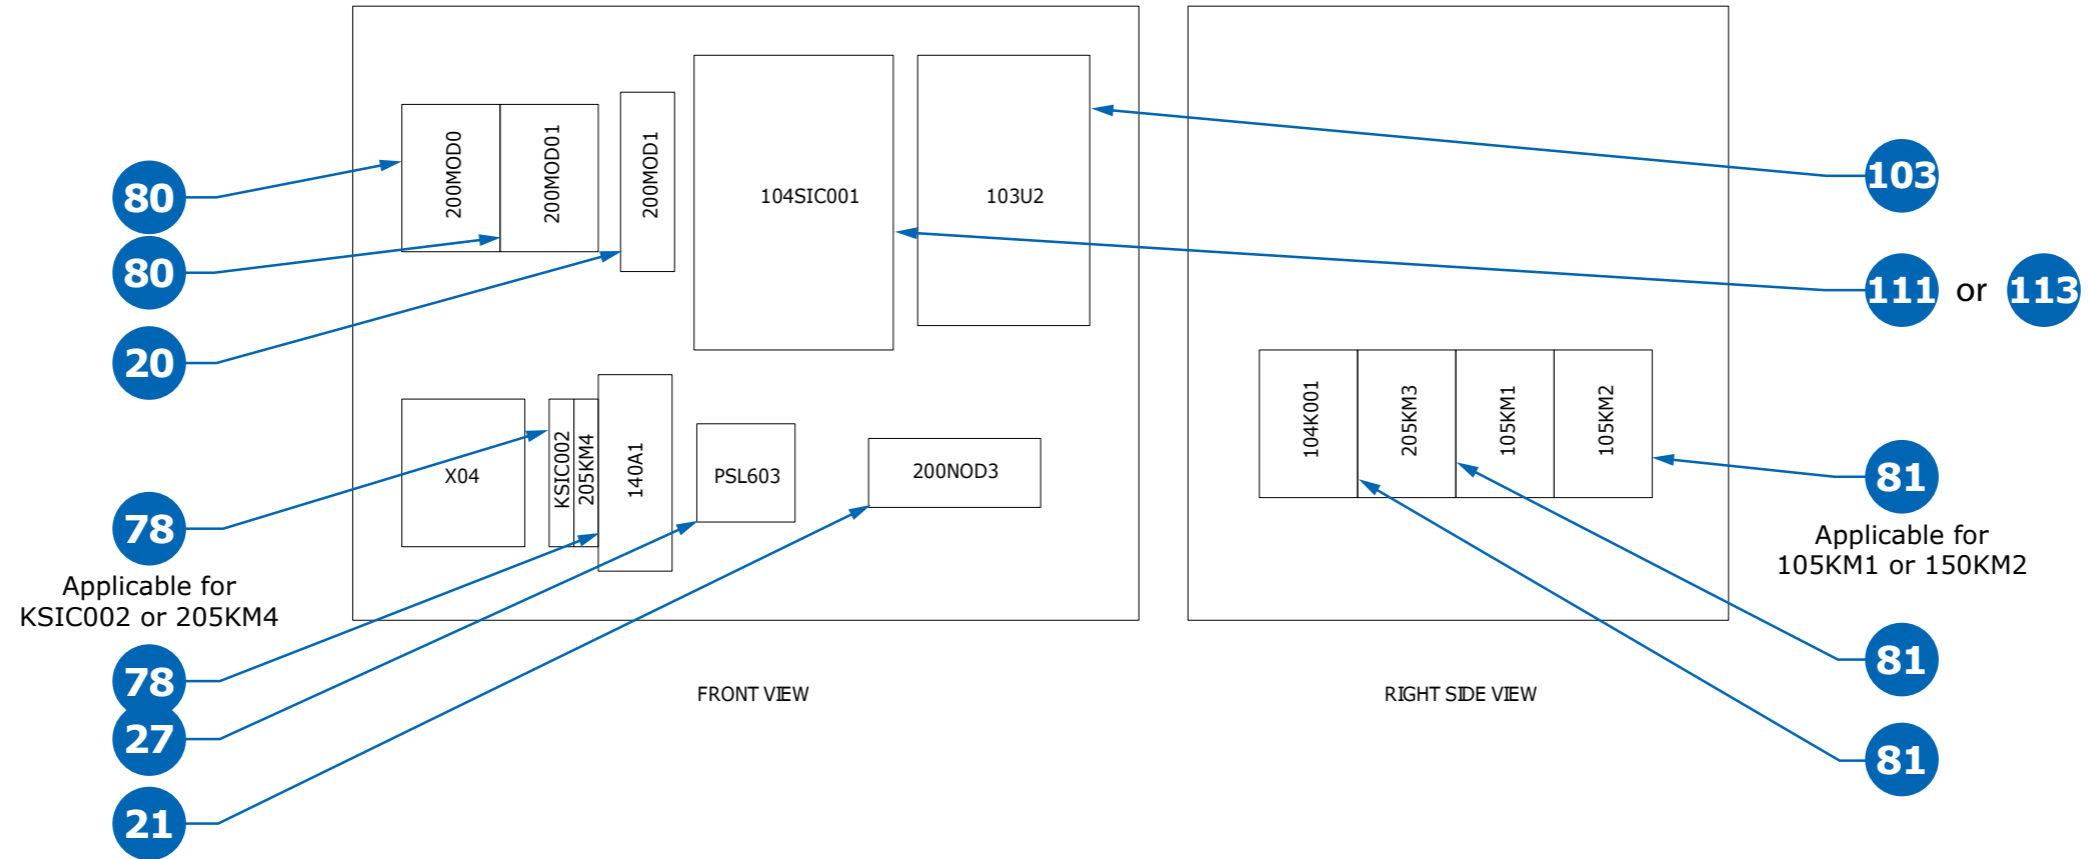 200MOD0
200MOD01
200MOD1
104SIC001
103U2
X04
KSIC002
205KM4
140A1
PSL603
200NOD3
FRONT VIEW
104K001
205KM3
105KM1
105KM2
RIGHT SIDE VIEW
80
80
20
78
Applicable for
KSIC002 or 205KM4
78
27
21
103
111 or 113
81
Applicable for
105KM1 or 150KM2
81
81